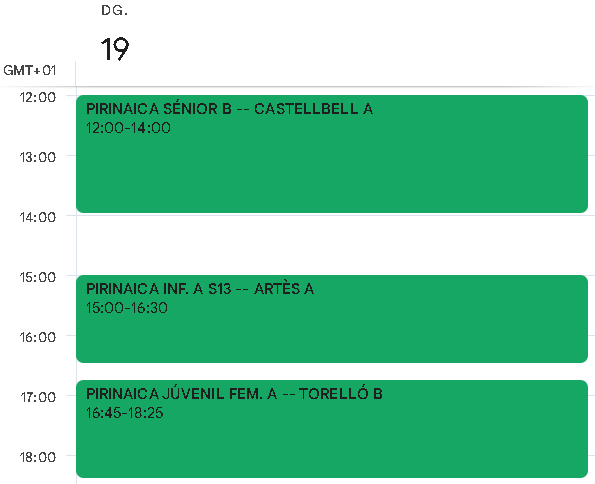 DG.
19
GMT+01
12:00
PIRINAICA SÉNIOR B -- CASTELLBELL A
12:00-14:00
13:00
14:00
15:00
PIRINAICA INF. A S13 -- ARTÈS A
15:00-16:30
16:00
17:00
PIRINAICA JÚVENIL FEM. A -- TORELLÓ B
16:45-18:25
18:00